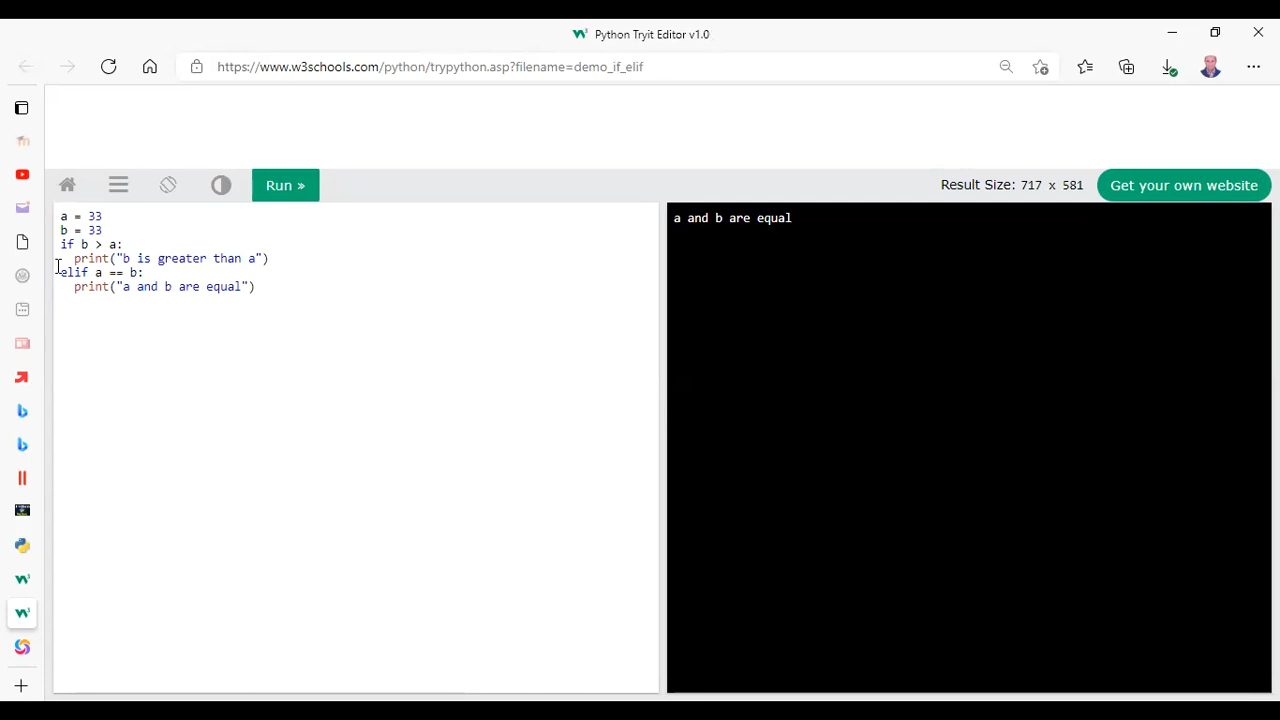 Python Tryit Editor v1.0
https://www.w3schools.com/python/trypython.asp?filename=demo_if_elif
Run »
Result Size: 717 x 581
Get your own website
a = 33
b = 33
if b > a:
  print("b is greater than a")
elif a == b:
  print("a and b are equal")
a and b are equal